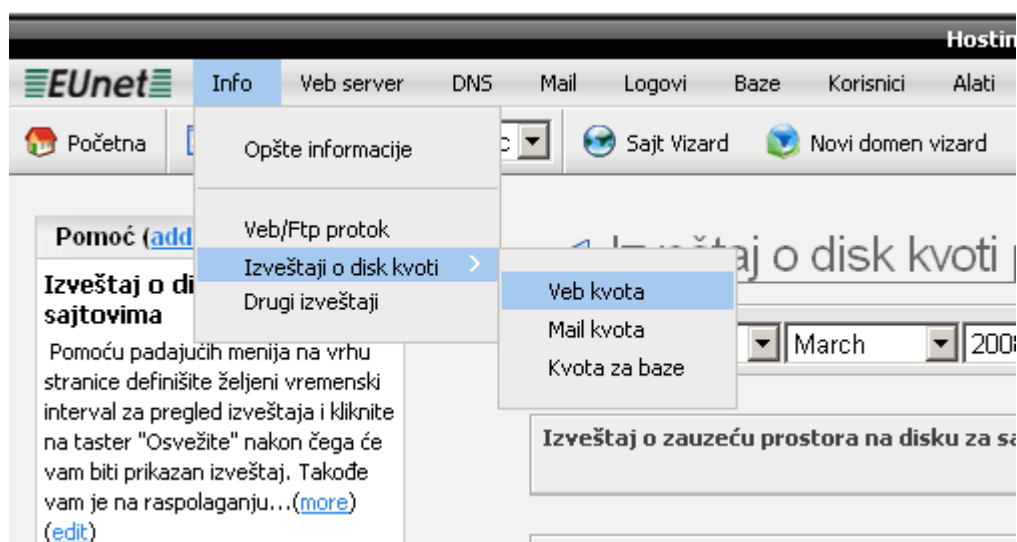 Hostin
EUnet Info Veb server DNS Mail Logovi Baze Korisnici Alati
Početna Sajt Vizard Novi domen vizard
Opšte informacije
Veb/Ftp protok
Izveštaji o disk kvoti
Drugi izveštaji
Veb kvota
Mail kvota
Kvota za baze
Pomoć (add
Izveštaj o di
sajtovima
Pomoću padajućih menija na vrhu
stranice definišite željeni vremenski
interval za pregled izveštaja i kliknite
na taster "Osvežite" nakon čega će
vam biti prikazan izveštaj. Takođe
vam je na raspolaganju...(more)
(edit)
Izveštaj o disk kvoti
March 2008
Izveštaj o zauzeću prostora na disku za sa